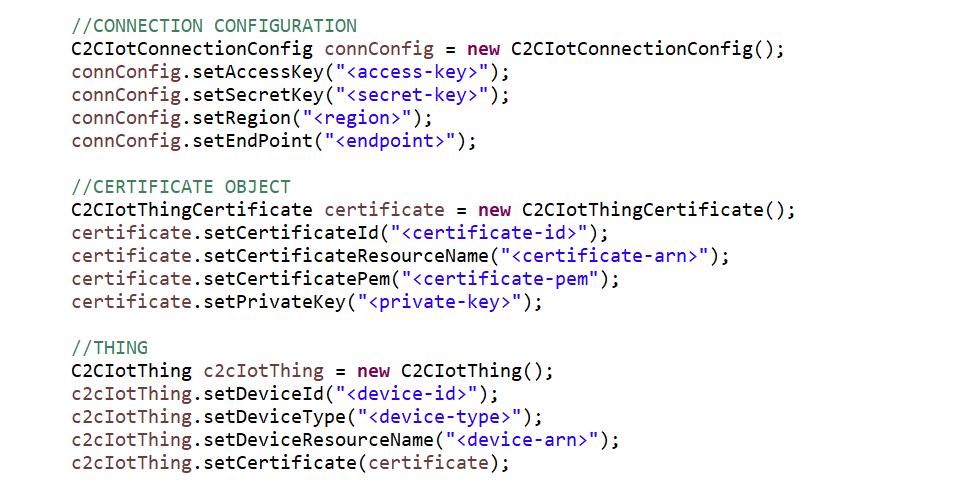 //CONNECTION CONFIGURATION
C2CIotConnectionConfig connConfig = new C2CIotConnectionConfig();
connConfig.setAccessKey("<access-key>");
connConfig.setSecretKey("<secret-key>");
connConfig.setRegion("<region>");
connConfig.setEndPoint("<endpoint>");

//CERTIFICATE OBJECT
C2CIotThingCertificate certificate = new C2CIotThingCertificate();
certificate.setCertificateId("<certificate-id>");
certificate.setCertificateResourceName("<certificate-arn>");
certificate.setCertificatePem("<certificate-pem");
certificate.setPrivateKey("<private-key>");

//THING
C2CIotThing c2cIotThing = new C2CIotThing();
c2cIotThing.setDeviceId("<device-id>");
c2cIotThing.setDeviceType("<device-type>");
c2cIotThing.setDeviceResourceName("<device-arn>");
c2cIotThing.setCertificate(certificate);